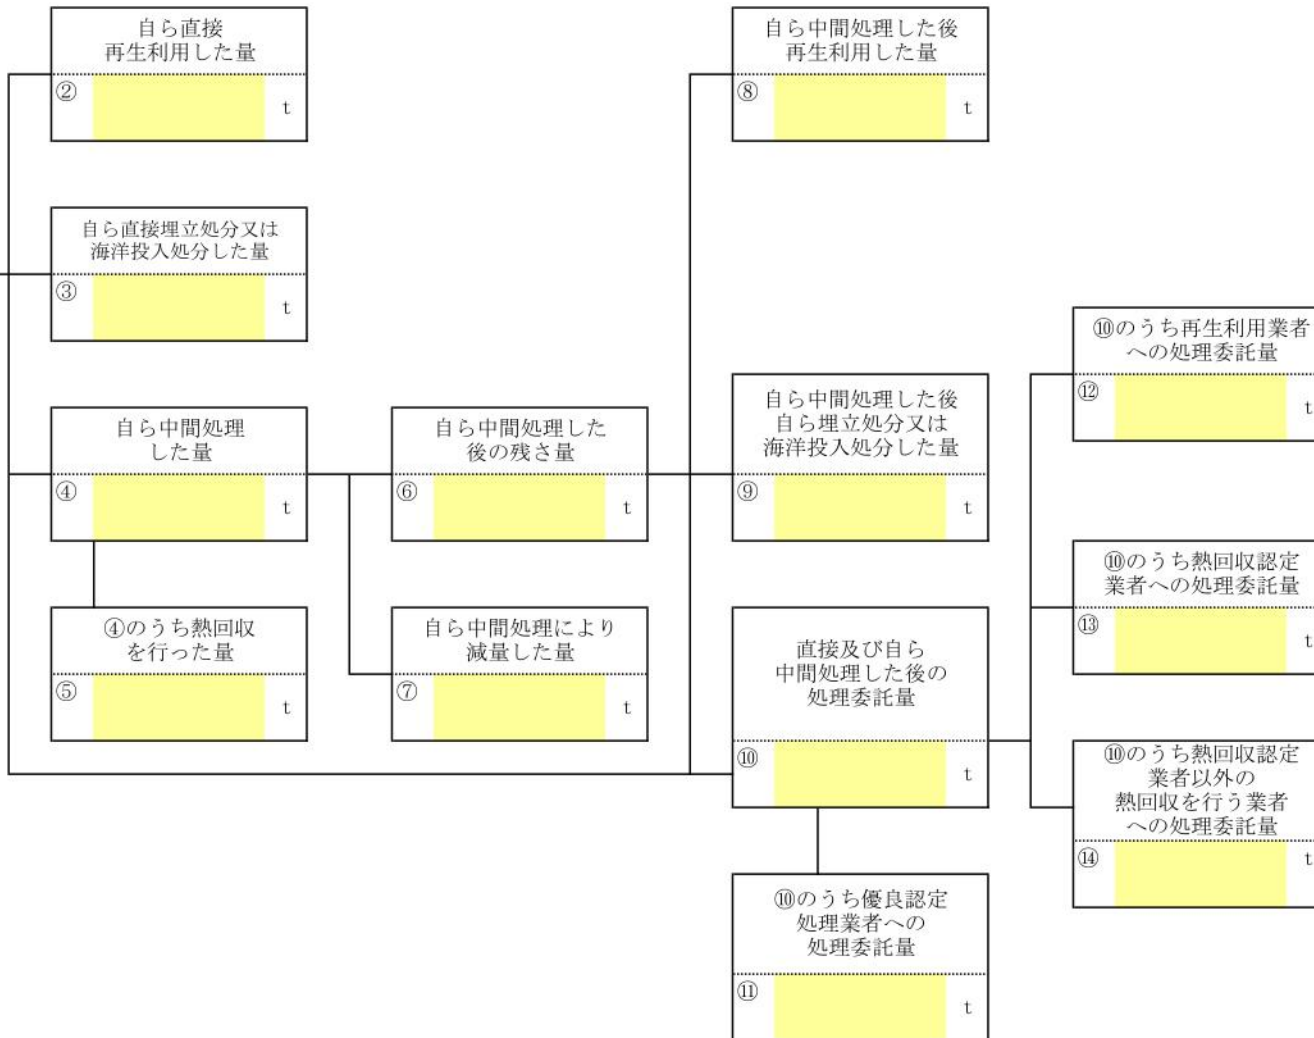 自ら直接
再生利用した量
②
t
自ら直接埋立処分又は
海洋投入処分した量
③
t
自ら中間処理
した量
④
t
④のうち熱回収
を行った量
⑤
t
自ら中間処理した
後の残さ量
⑥
t
自ら中間処理により
減量した量
⑦
t
自ら中間処理した後
再生利用した量
⑧
t
自ら中間処理した後
自ら埋立処分又は
海洋投入処分した量
⑨
t
直接及び自ら
中間処理した後の
処理委託量
⑩
t
⑩のうち優良認定
処理業者への
処理委託量
⑪
t
⑩のうち再生利用業者
への処理委託量
⑫
t
⑩のうち熱回収認定
業者への処理委託量
⑬
t
⑩のうち熱回収認定
業者以外の
熱回収を行う業者
への処理委託量
⑭
t